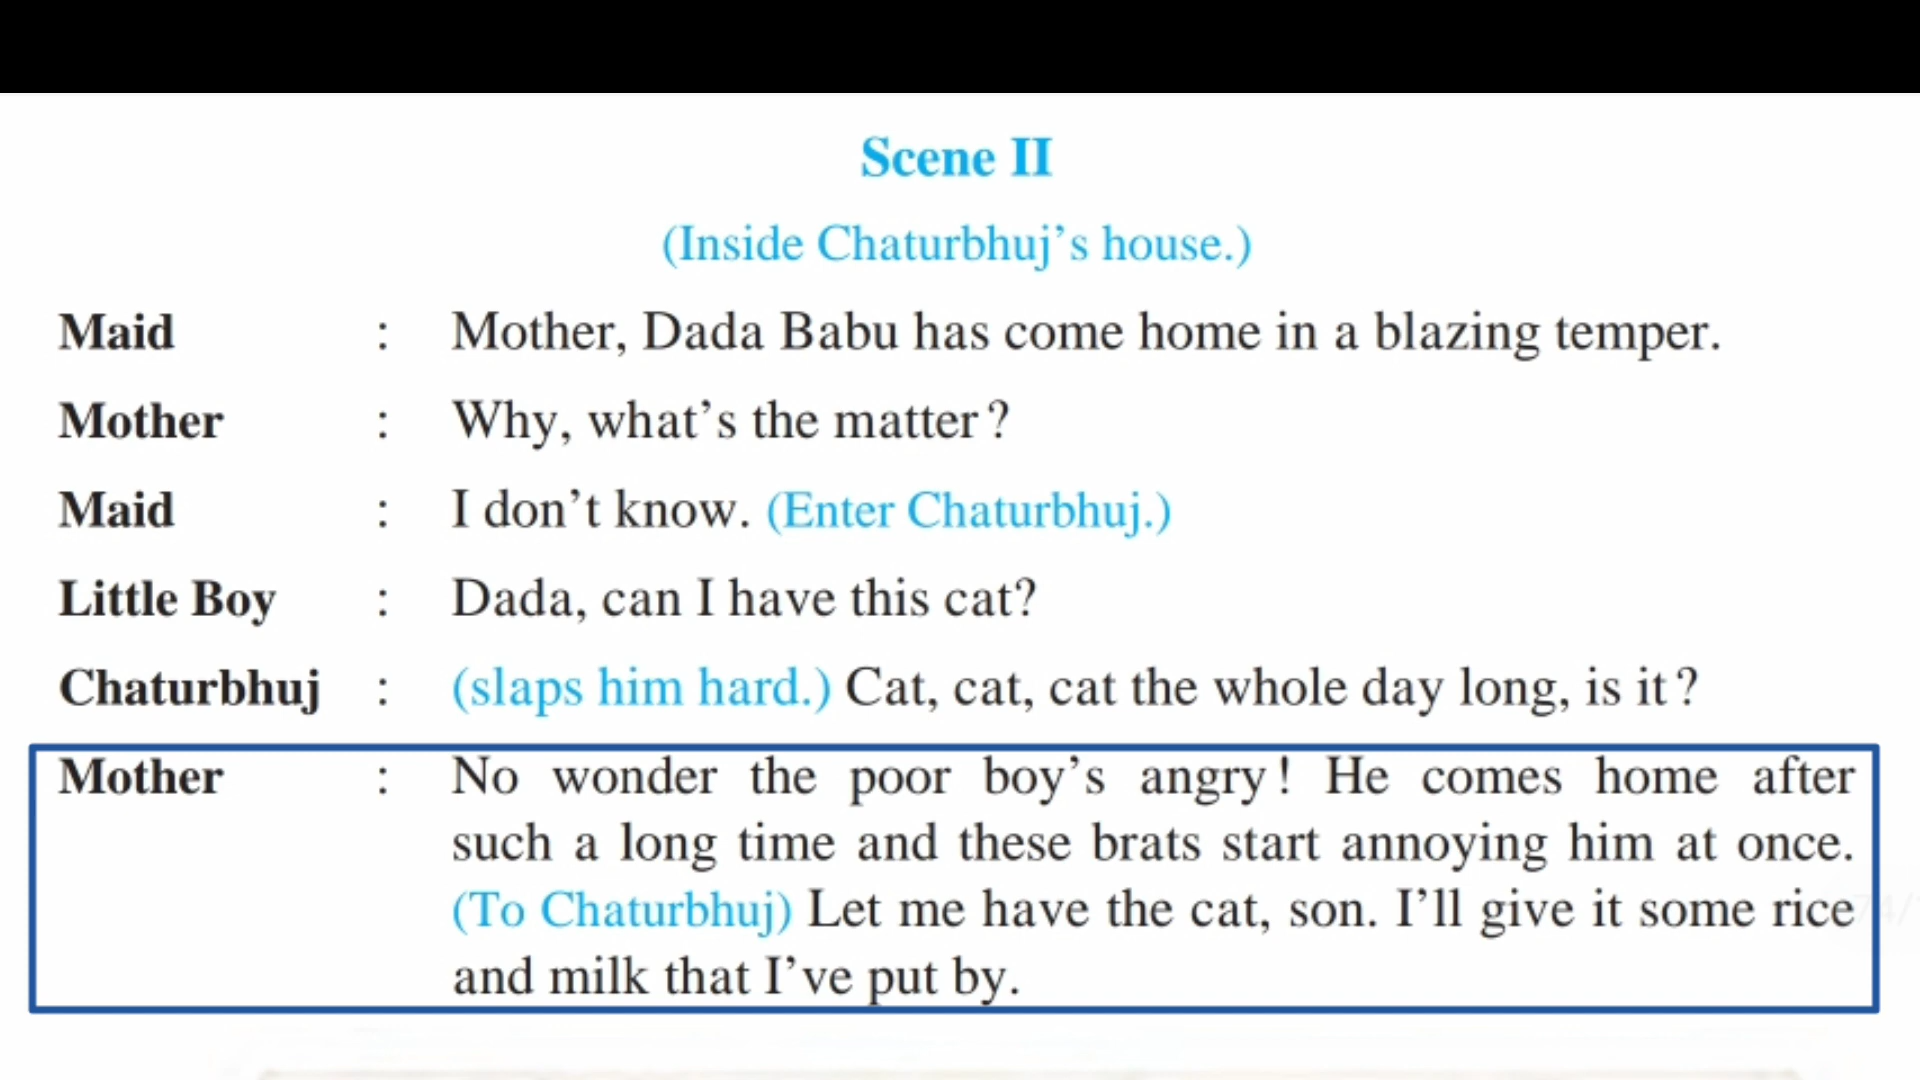 Scene II
(Inside Chaturbhuj's house.)
Maid : Mother, Dada Babu has come home in a blazing temper.
Mother : Why, what's the matter?
Maid : I don't know. (Enter Chaturbhuj.)
Little Boy : Dada, can I have this cat?
Chaturbhuj : (slaps him hard.) Cat, cat, cat the whole day long, is it?
Mother : No wonder the poor boy's angry! He comes home after
such a long time and these brats start annoying him at once.
(To Chaturbhuj) Let me have the cat, son. I'll give it some rice
and milk that I've put by.